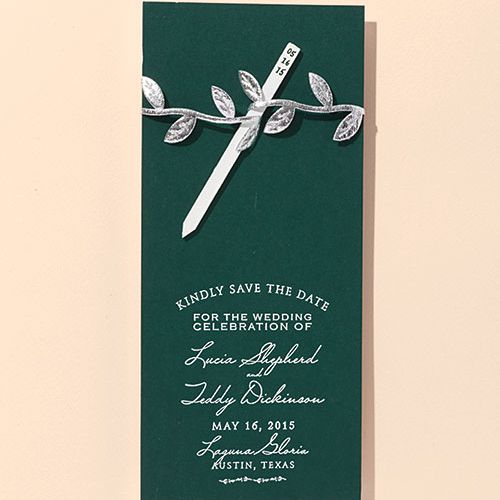 05
16
15
KINDLY SAVE THE DATE
FOR THE WEDDING
CELEBRATION OF
Lucia Shepherd
and
Teddy Dickinson
MAY 16, 2015
Laguna Gloria
AUSTIN, TEXAS